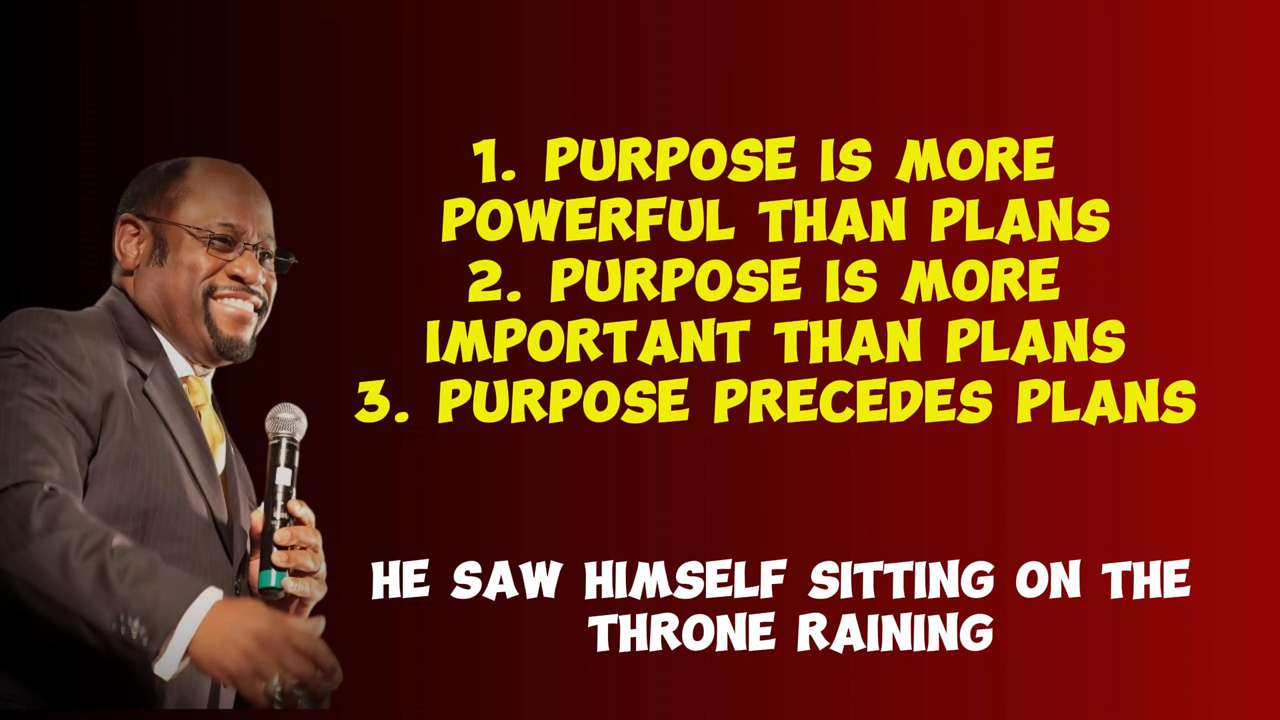 1. PURPOSE IS MORE
POWERFUL THAN PLANS
2. PURPOSE IS MORE
IMPORTANT THAN PLANS
3. PURPOSE PRECEDES PLANS
HE SAW HIMSELF SITTING ON THE
THRONE RAINING